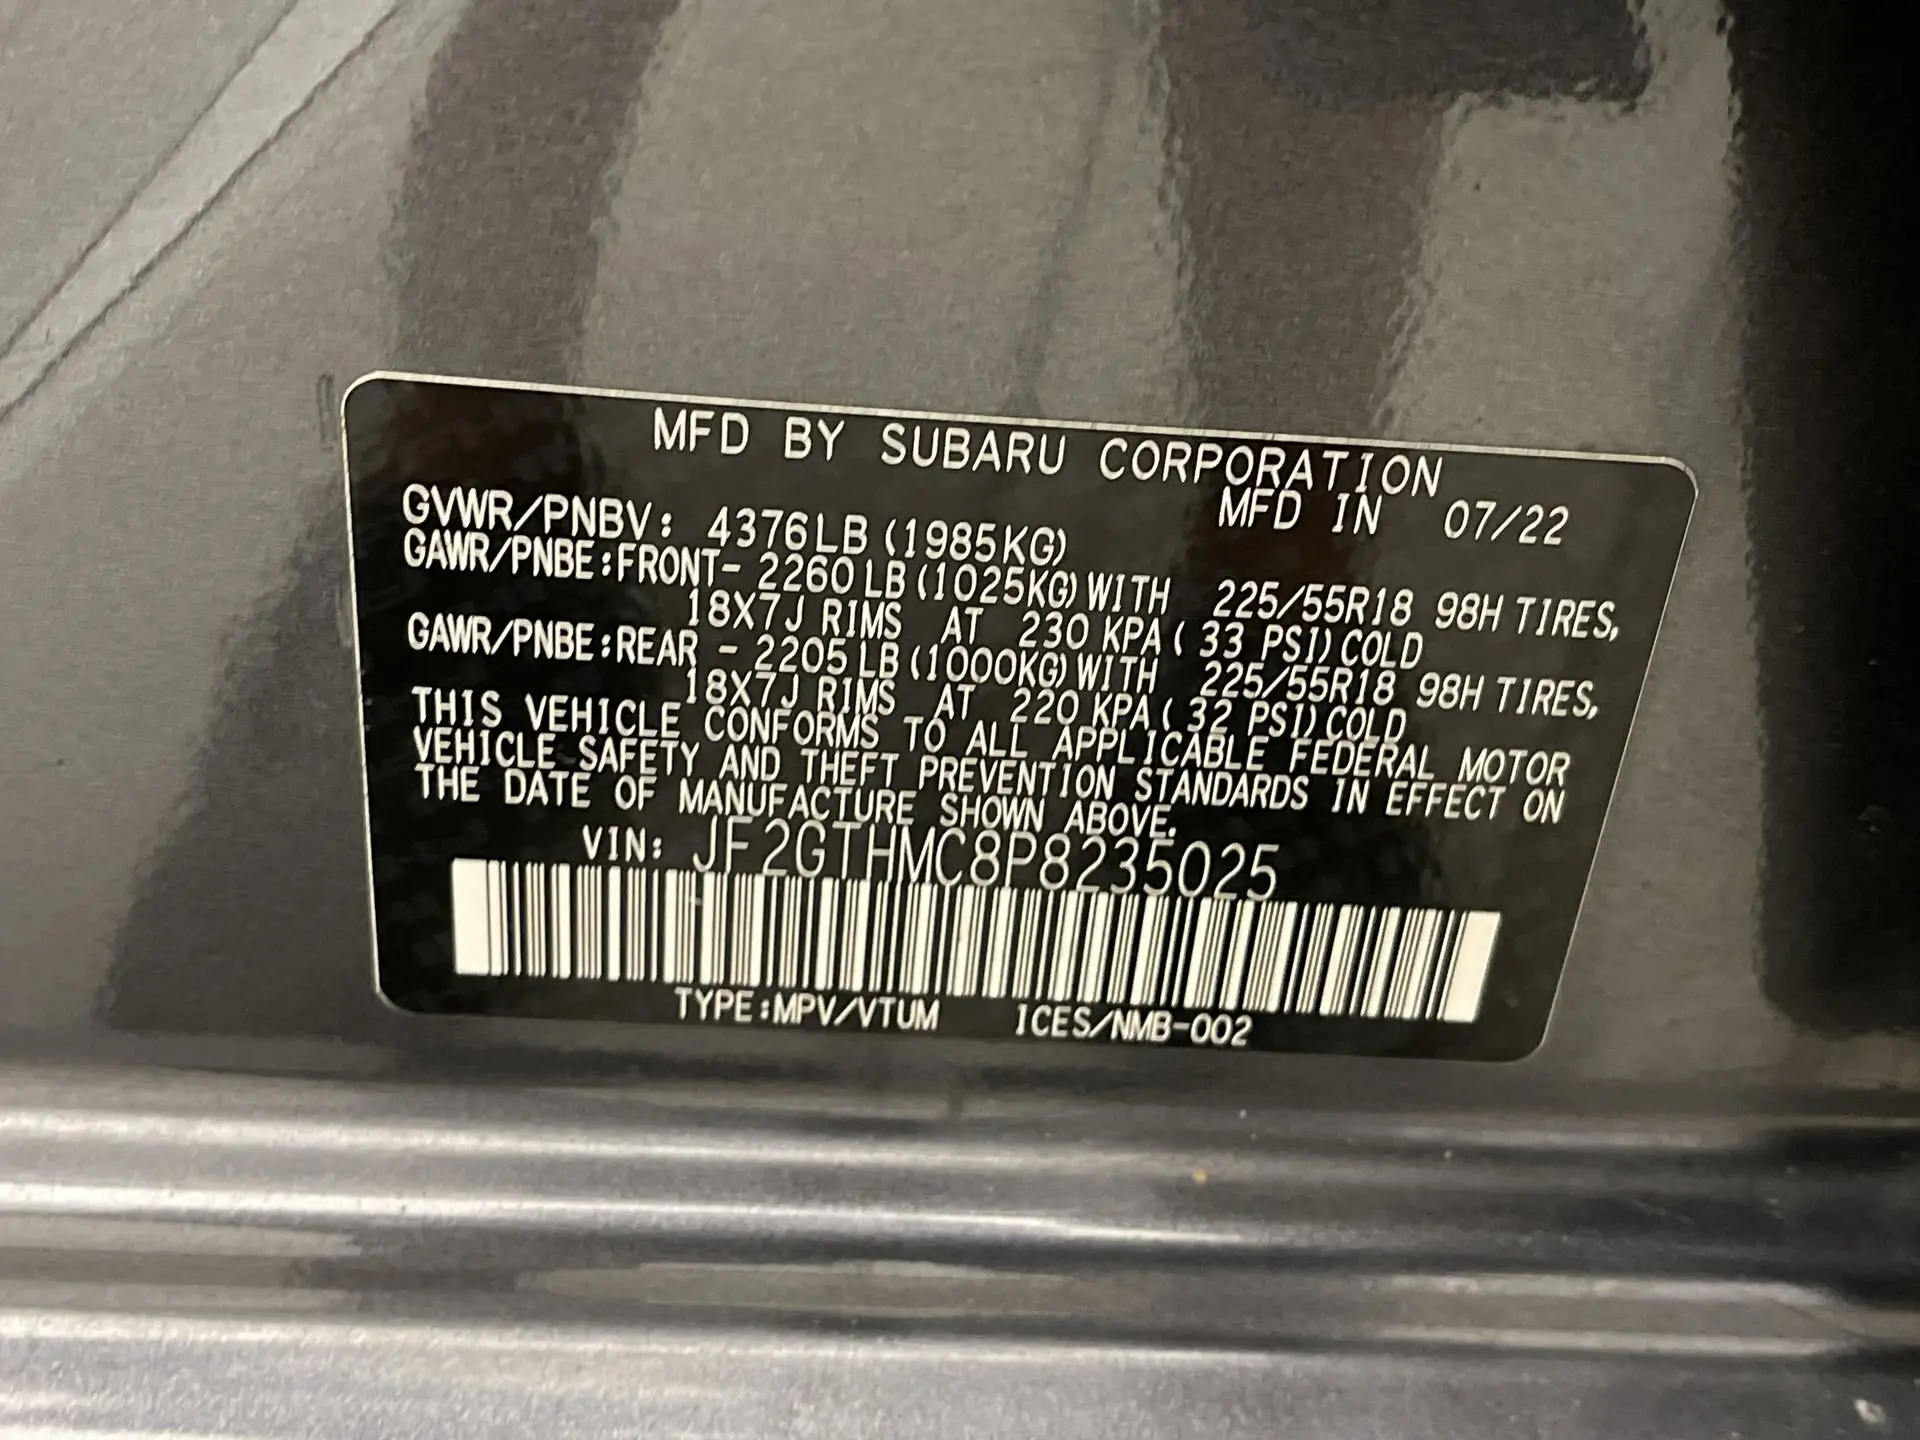 MFD BY SUBARU CORPORATION
MFD IN 07/22
GVWR/PNBV: 4376LB (1985KG)
GAWR/PNBE:FRONT- 2260LB (1025KG) WITH 225/55R18 98H TIRES,
18X7J RIMS AT 230 KPA ( 33 PSI) COLD
GAWR/PNBE:REAR - 2205LB (1000KG) WITH 225/55R18 98H TIRES,
18X7J RIMS AT 220 KPA ( 32 PSI) COLD
THIS VEHICLE CONFORMS TO ALL APPLICABLE FEDERAL MOTOR
VEHICLE SAFETY AND THEFT PREVENTION STANDARDS IN EFFECT ON
THE DATE OF MANUFACTURE SHOWN ABOVE.
VIN: JF2GTHMC8P8235025
TYPE:MPV/VTUM ICES/NMB-002